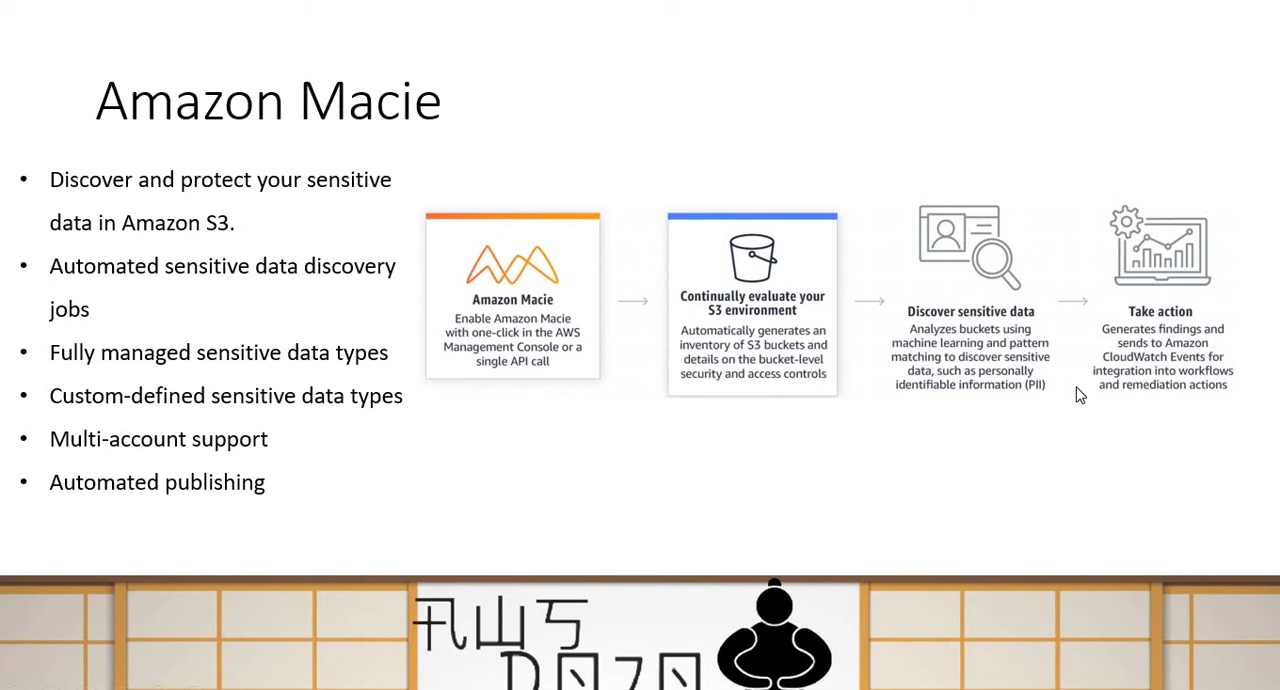 Amazon Macie
• Discover and protect your sensitive
data in Amazon S3.
• Automated sensitive data discovery
jobs
• Fully managed sensitive data types
• Custom-defined sensitive data types
• Multi-account support
• Automated publishing
Amazon Macie
Enable Amazon Macie
with one-click in the AWS
Management Console or a
single API call
Continually evaluate your
S3 environment
Automatically generates an
inventory of S3 buckets and
details on the bucket-level
security and access controls
Discover sensitive data
Analyzes buckets using
machine learning and pattern
matching to discover sensitive
data, such as personally
identifiable information (PII)
Take action
Generates findings and
sends to Amazon
CloudWatch Events for
integration into workflows
and remediation actions